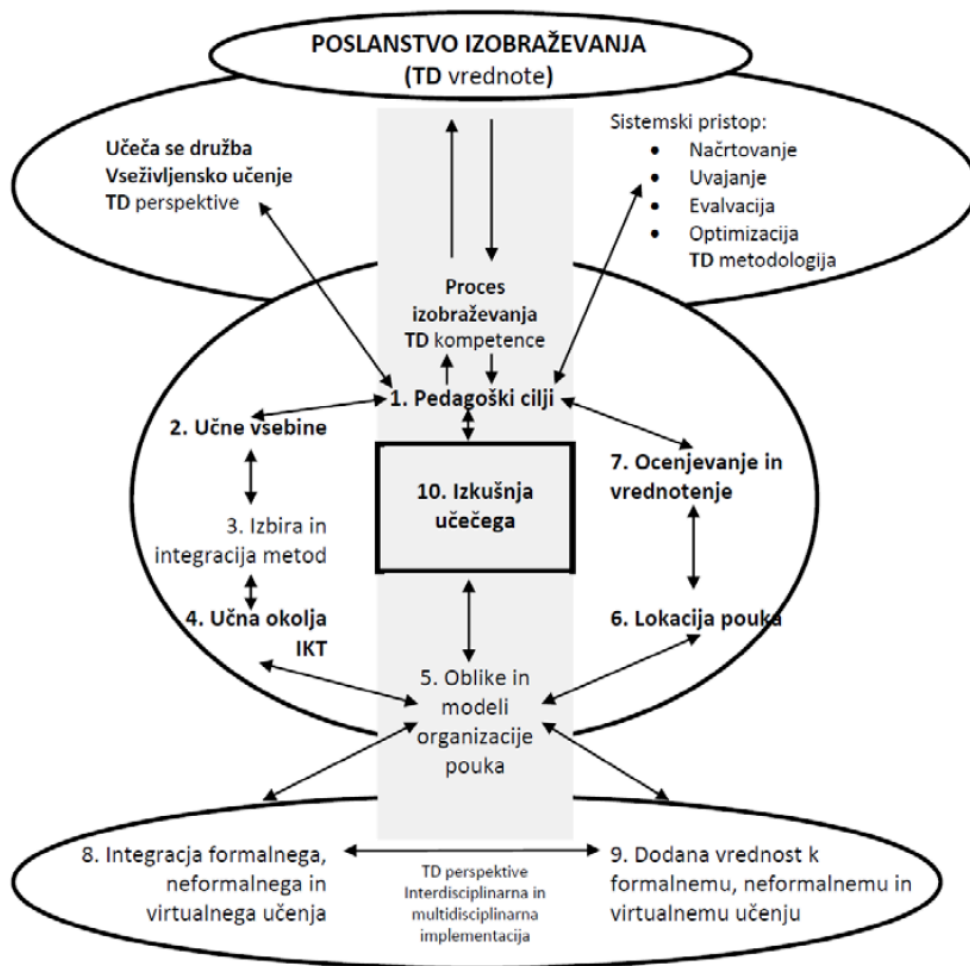 POSLANSTVO IZOBRAŽEVANJA
(TD vrednote)
Učeča se družba
Vseživljensko učenje
TD perspektive
Sistemski pristop:
• Načrtovanje
• Uvajanje
• Evalvacija
• Optimizacija
TD metodologija
Proces
izobraževanja
TD kompetence
1. Pedagoški cilji
2. Učne vsebine
3. Izbira in
integracija metod
4. Učna okolja
IKT
10. Izkušnja
učečega
7. Ocenjevanje in
vrednotenje
6. Lokacija pouka
5. Oblike in
modeli
organizacije
pouka
8. Integracja formalnega,
neformalnega in
virtualnega učenja
TD perspektive
Interdisciplinarna in
multidisciplinarna
implementacija
9. Dodana vrednost k
formalnemu, neformalnemu in
virtualnemu učenju